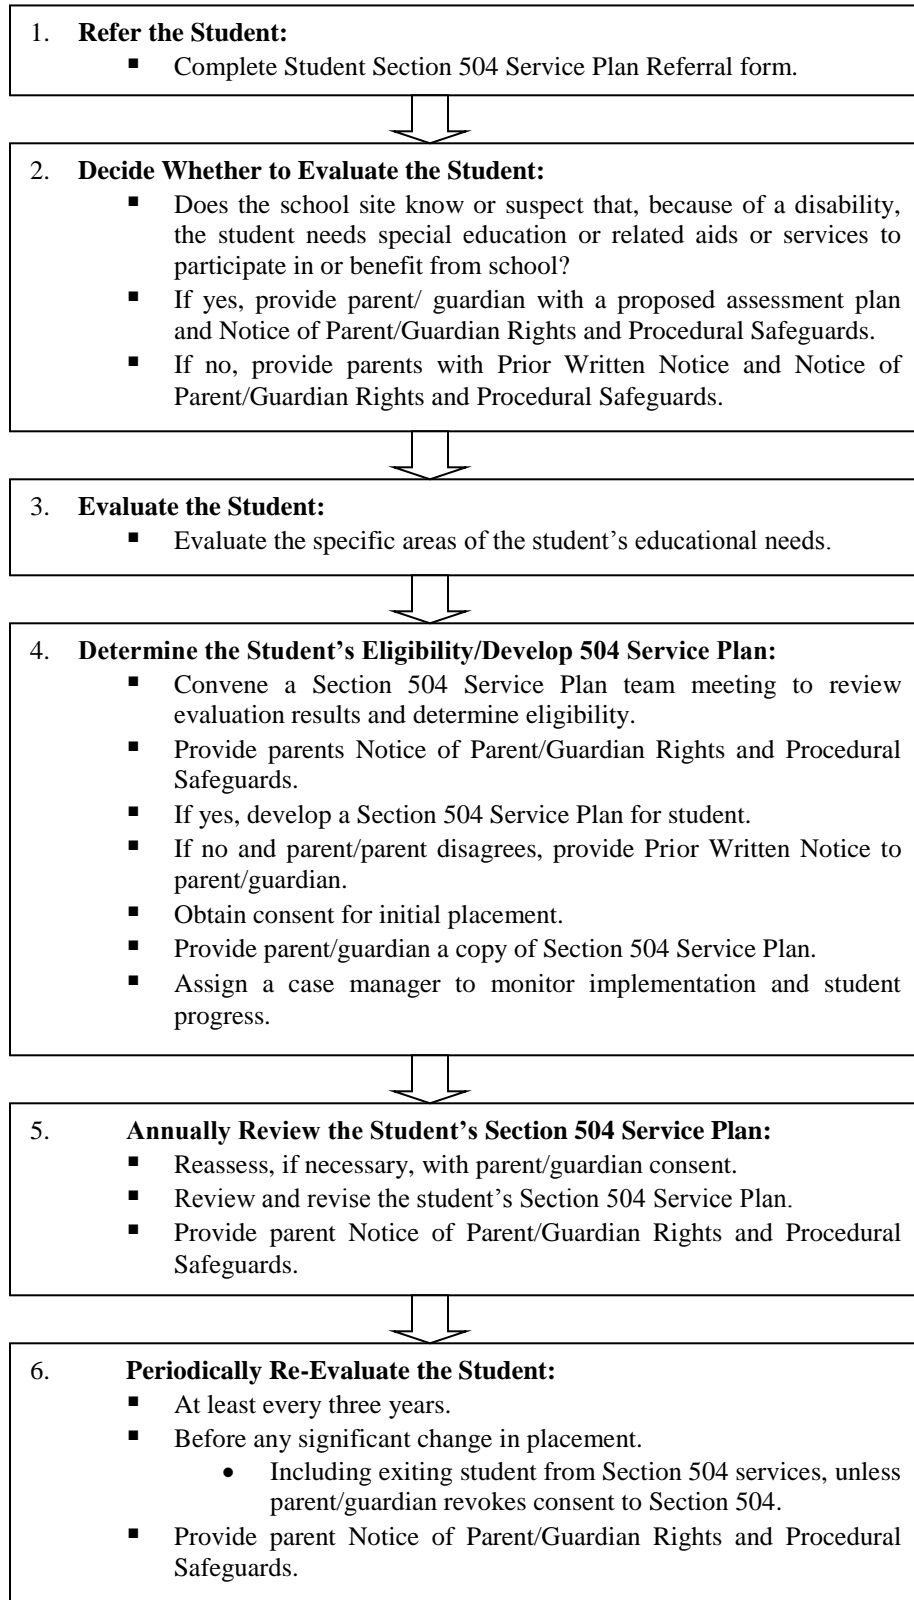 1. Refer the Student:
▪ Complete Student Section 504 Service Plan Referral form.
2. Decide Whether to Evaluate the Student:
▪ Does the school site know or suspect that, because of a disability,
the student needs special education or related aids or services to
participate in or benefit from school?
▪ If yes, provide parent/ guardian with a proposed assessment plan
and Notice of Parent/Guardian Rights and Procedural Safeguards.
▪ If no, provide parents with Prior Written Notice and Notice of
Parent/Guardian Rights and Procedural Safeguards.
3. Evaluate the Student:
▪ Evaluate the specific areas of the student’s educational needs.
4. Determine the Student’s Eligibility/Develop 504 Service Plan:
▪ Convene a Section 504 Service Plan team meeting to review
evaluation results and determine eligibility.
▪ Provide parents Notice of Parent/Guardian Rights and Procedural
Safeguards.
▪ If yes, develop a Section 504 Service Plan for student.
▪ If no and parent/parent disagrees, provide Prior Written Notice to
parent/guardian.
▪ Obtain consent for initial placement.
▪ Provide parent/guardian a copy of Section 504 Service Plan.
▪ Assign a case manager to monitor implementation and student
progress.
5. Annually Review the Student’s Section 504 Service Plan:
▪ Reassess, if necessary, with parent/guardian consent.
▪ Review and revise the student’s Section 504 Service Plan.
▪ Provide parent Notice of Parent/Guardian Rights and Procedural
Safeguards.
6. Periodically Re-Evaluate the Student:
▪ At least every three years.
▪ Before any significant change in placement.
• Including exiting student from Section 504 services, unless
parent/guardian revokes consent to Section 504.
▪ Provide parent Notice of Parent/Guardian Rights and Procedural
Safeguards.